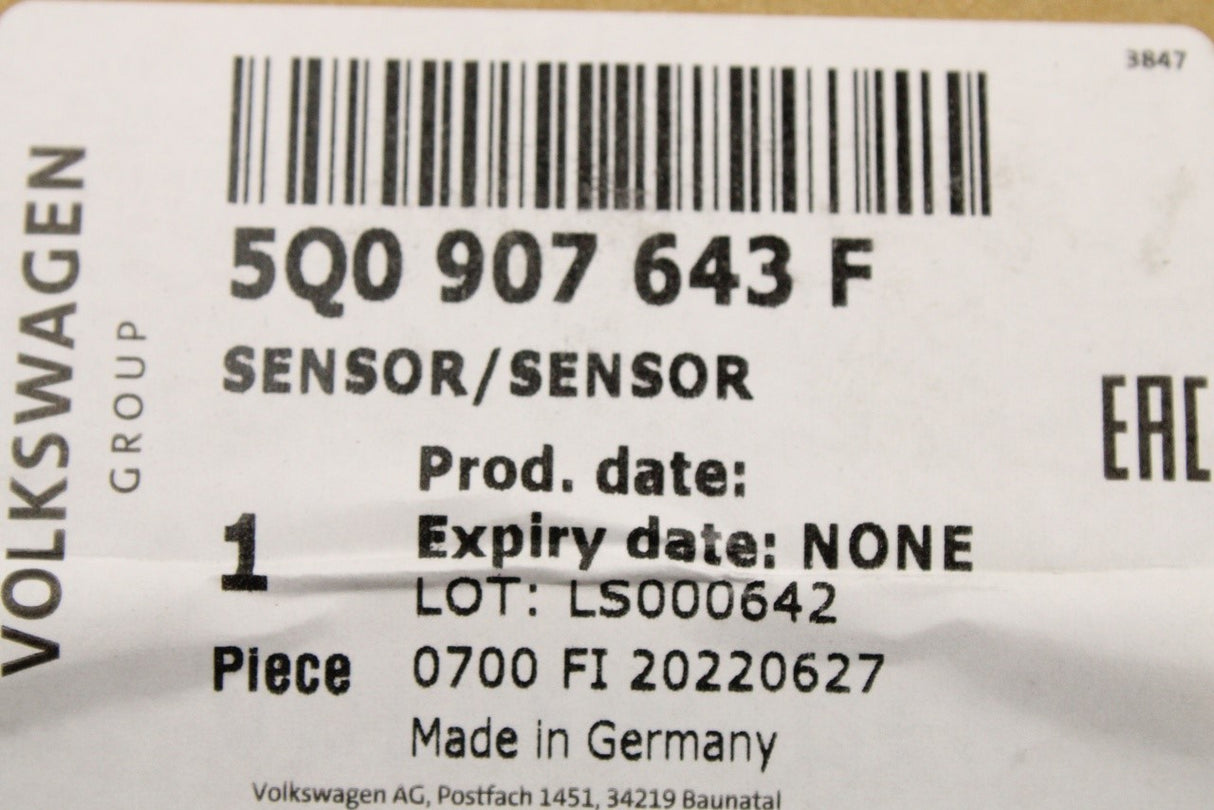 3847
VOLKSWAGEN
GROUP
5Q0 907 643 F
SENSOR/SENSOR
EAC
Prod. date:
1
Expiry date: NONE
LOT: LS000642
Piece
0700 FI 20220627
Made in Germany
Volkswagen AG, Postfach 1451, 34219 Baunatal